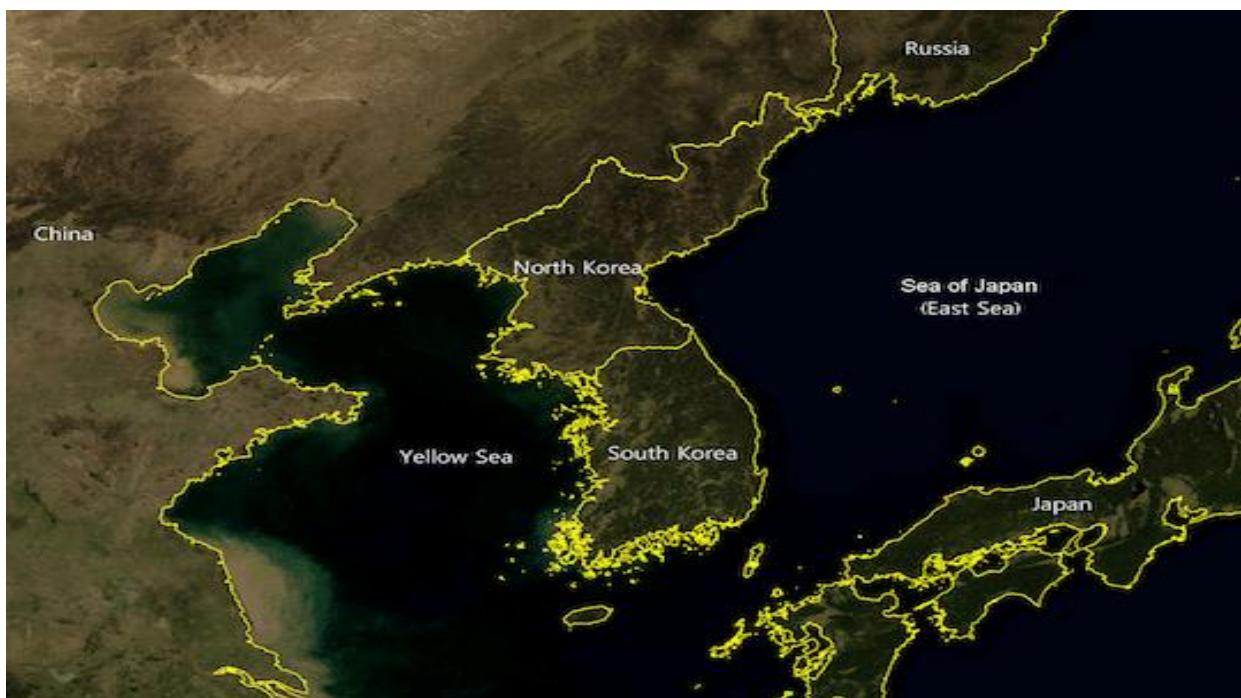 Russia
China
North Korea
Sea of Japan
(East Sea)
Yellow Sea
South Korea
Japan